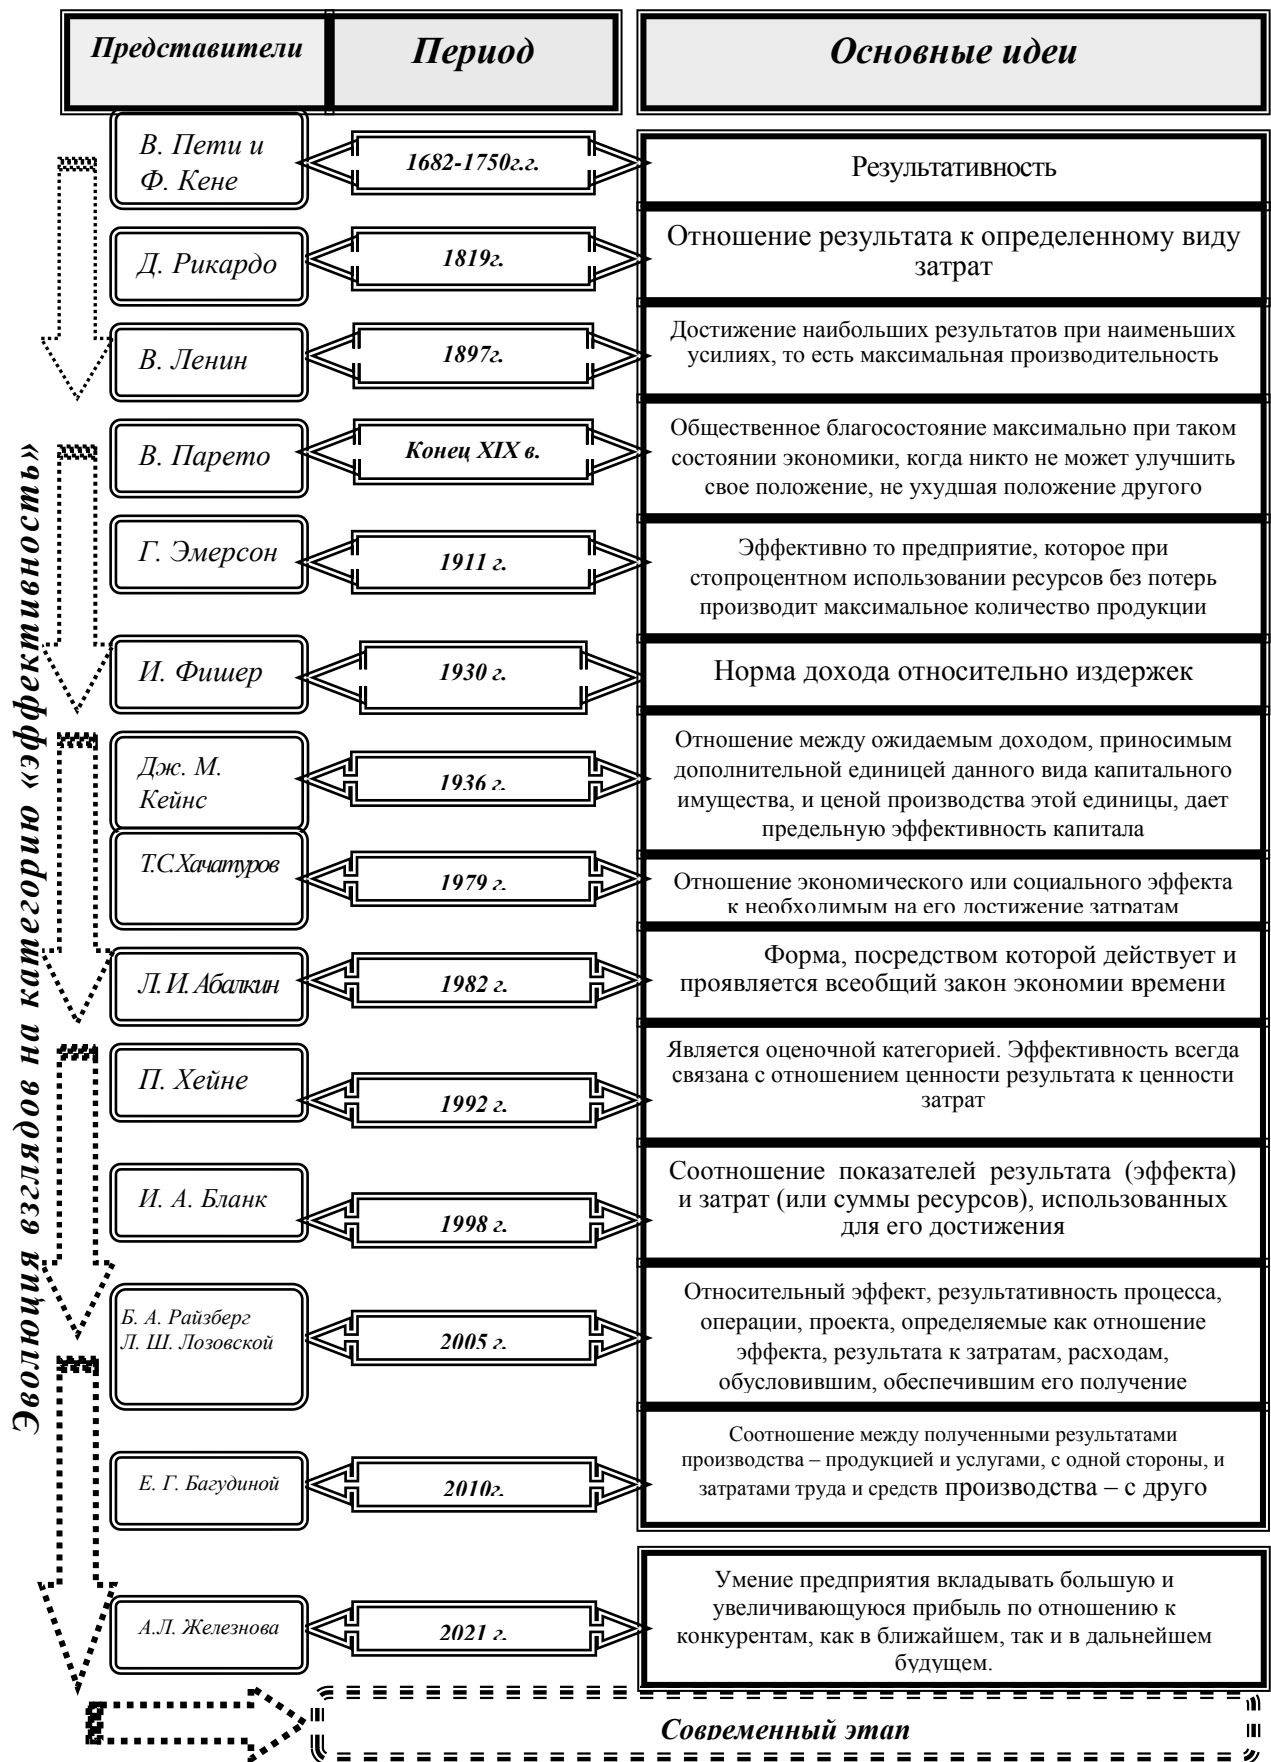 Представители
Период
Основные идеи
Эволюция взглядов на категорию «эффективность»
В. Пети и
Ф. Кене
1682-1750г.г.
Результативность
Д. Рикардо
1819г.
Отношение результата к определенному виду
затрат
В. Ленин
1897г.
Достижение наибольших результатов при наименьших
усилиях, то есть максимальная производительность
В. Парето
Конец XIX в.
Общественное благосостояние максимально при таком
состоянии экономики, когда никто не может улучшить
свое положение, не ухудшая положение другого
Г. Эмерсон
1911 г.
Эффективно то предприятие, которое при
стопроцентном использовании ресурсов без потерь
производит максимальное количество продукции
И. Фишер
1930 г.
Норма дохода относительно издержек
Дж. М.
Кейнс
1936 г.
Отношение между ожидаемым доходом, приносимым
дополнительной единицей данного вида капитального
имущества, и ценой производства этой единицы, дает
предельную эффективность капитала
Т.С.Хачатуров
1979 г.
Отношение экономического или социального эффекта
к необходимым на его достижение затратам
Л. И. Абалкин
1982 г.
Форма, посредством которой действует и
проявляется всеобщий закон экономии времени
П. Хейне
1992 г.
Является оценочной категорией. Эффективность всегда
связана с отношением ценности результата к ценности
затрат
И. А. Бланк
1998 г.
Соотношение показателей результата (эффекта)
и затрат (или суммы ресурсов), использованных
для его достижения
Б. А. Райзберг
Л. Ш. Лозовской
2005 г.
Относительный эффект, результативность процесса,
операции, проекта, определяемые как отношение
эффекта, результата к затратам, расходам,
обусловившим, обеспечившим его получение
Е. Г. Багудиной
2010г.
Соотношение между полученными результатами
производства – продукцией и услугами, с одной стороны, и
затратами труда и средств производства – с друго
А.Л. Железнова
2021 г.
Умение предприятия вкладывать большую и
увеличивающуюся прибыль по отношению к
конкурентам, как в ближайшем, так и в дальнейшем
будущем.
Современный этап